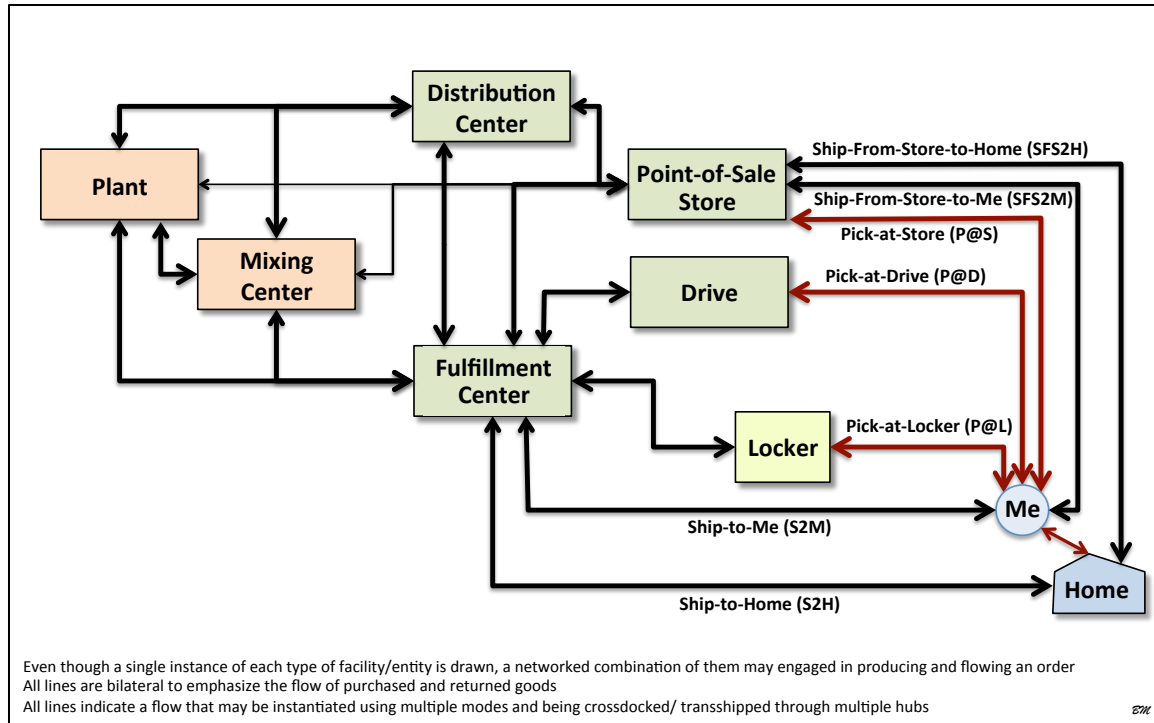 Distribution
Center
Ship-From-Store-to-Home (SFS2H)
Plant
Point-of-Sale
Store
Ship-From-Store-to-Me (SFS2M)
Pick-at-Store (P@S)
Mixing
Center
Pick-at-Drive (P@D)
Drive
Fulfillment
Center
Pick-at-Locker (P@L)
Locker
Me
Ship-to-Me (S2M)
Home
Ship-to-Home (S2H)
Even though a single instance of each type of facility/entity is drawn, a networked combination of them may engaged in producing and flowing an order
All lines are bilateral to emphasize the flow of purchased and returned goods
All lines indicate a flow that may be instantiated using multiple modes and being crossdocked/ transshipped through multiple hubs
BM